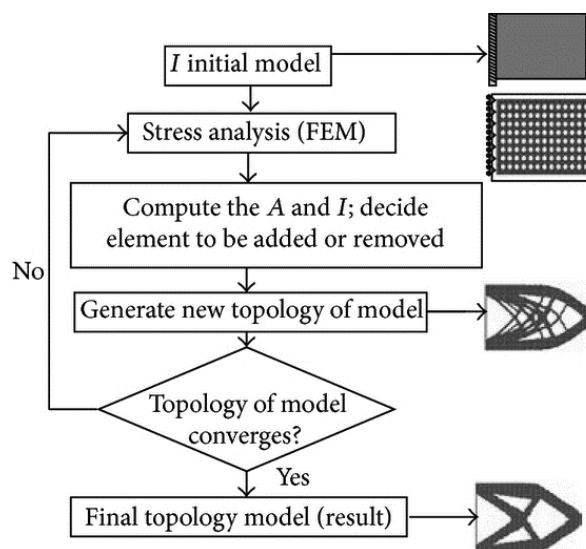 I initial model
Stress analysis (FEM)
Compute the A and I; decide
element to be added or removed
No
Generate new topology of model
Topology of model
converges?
Yes
Final topology model (result)